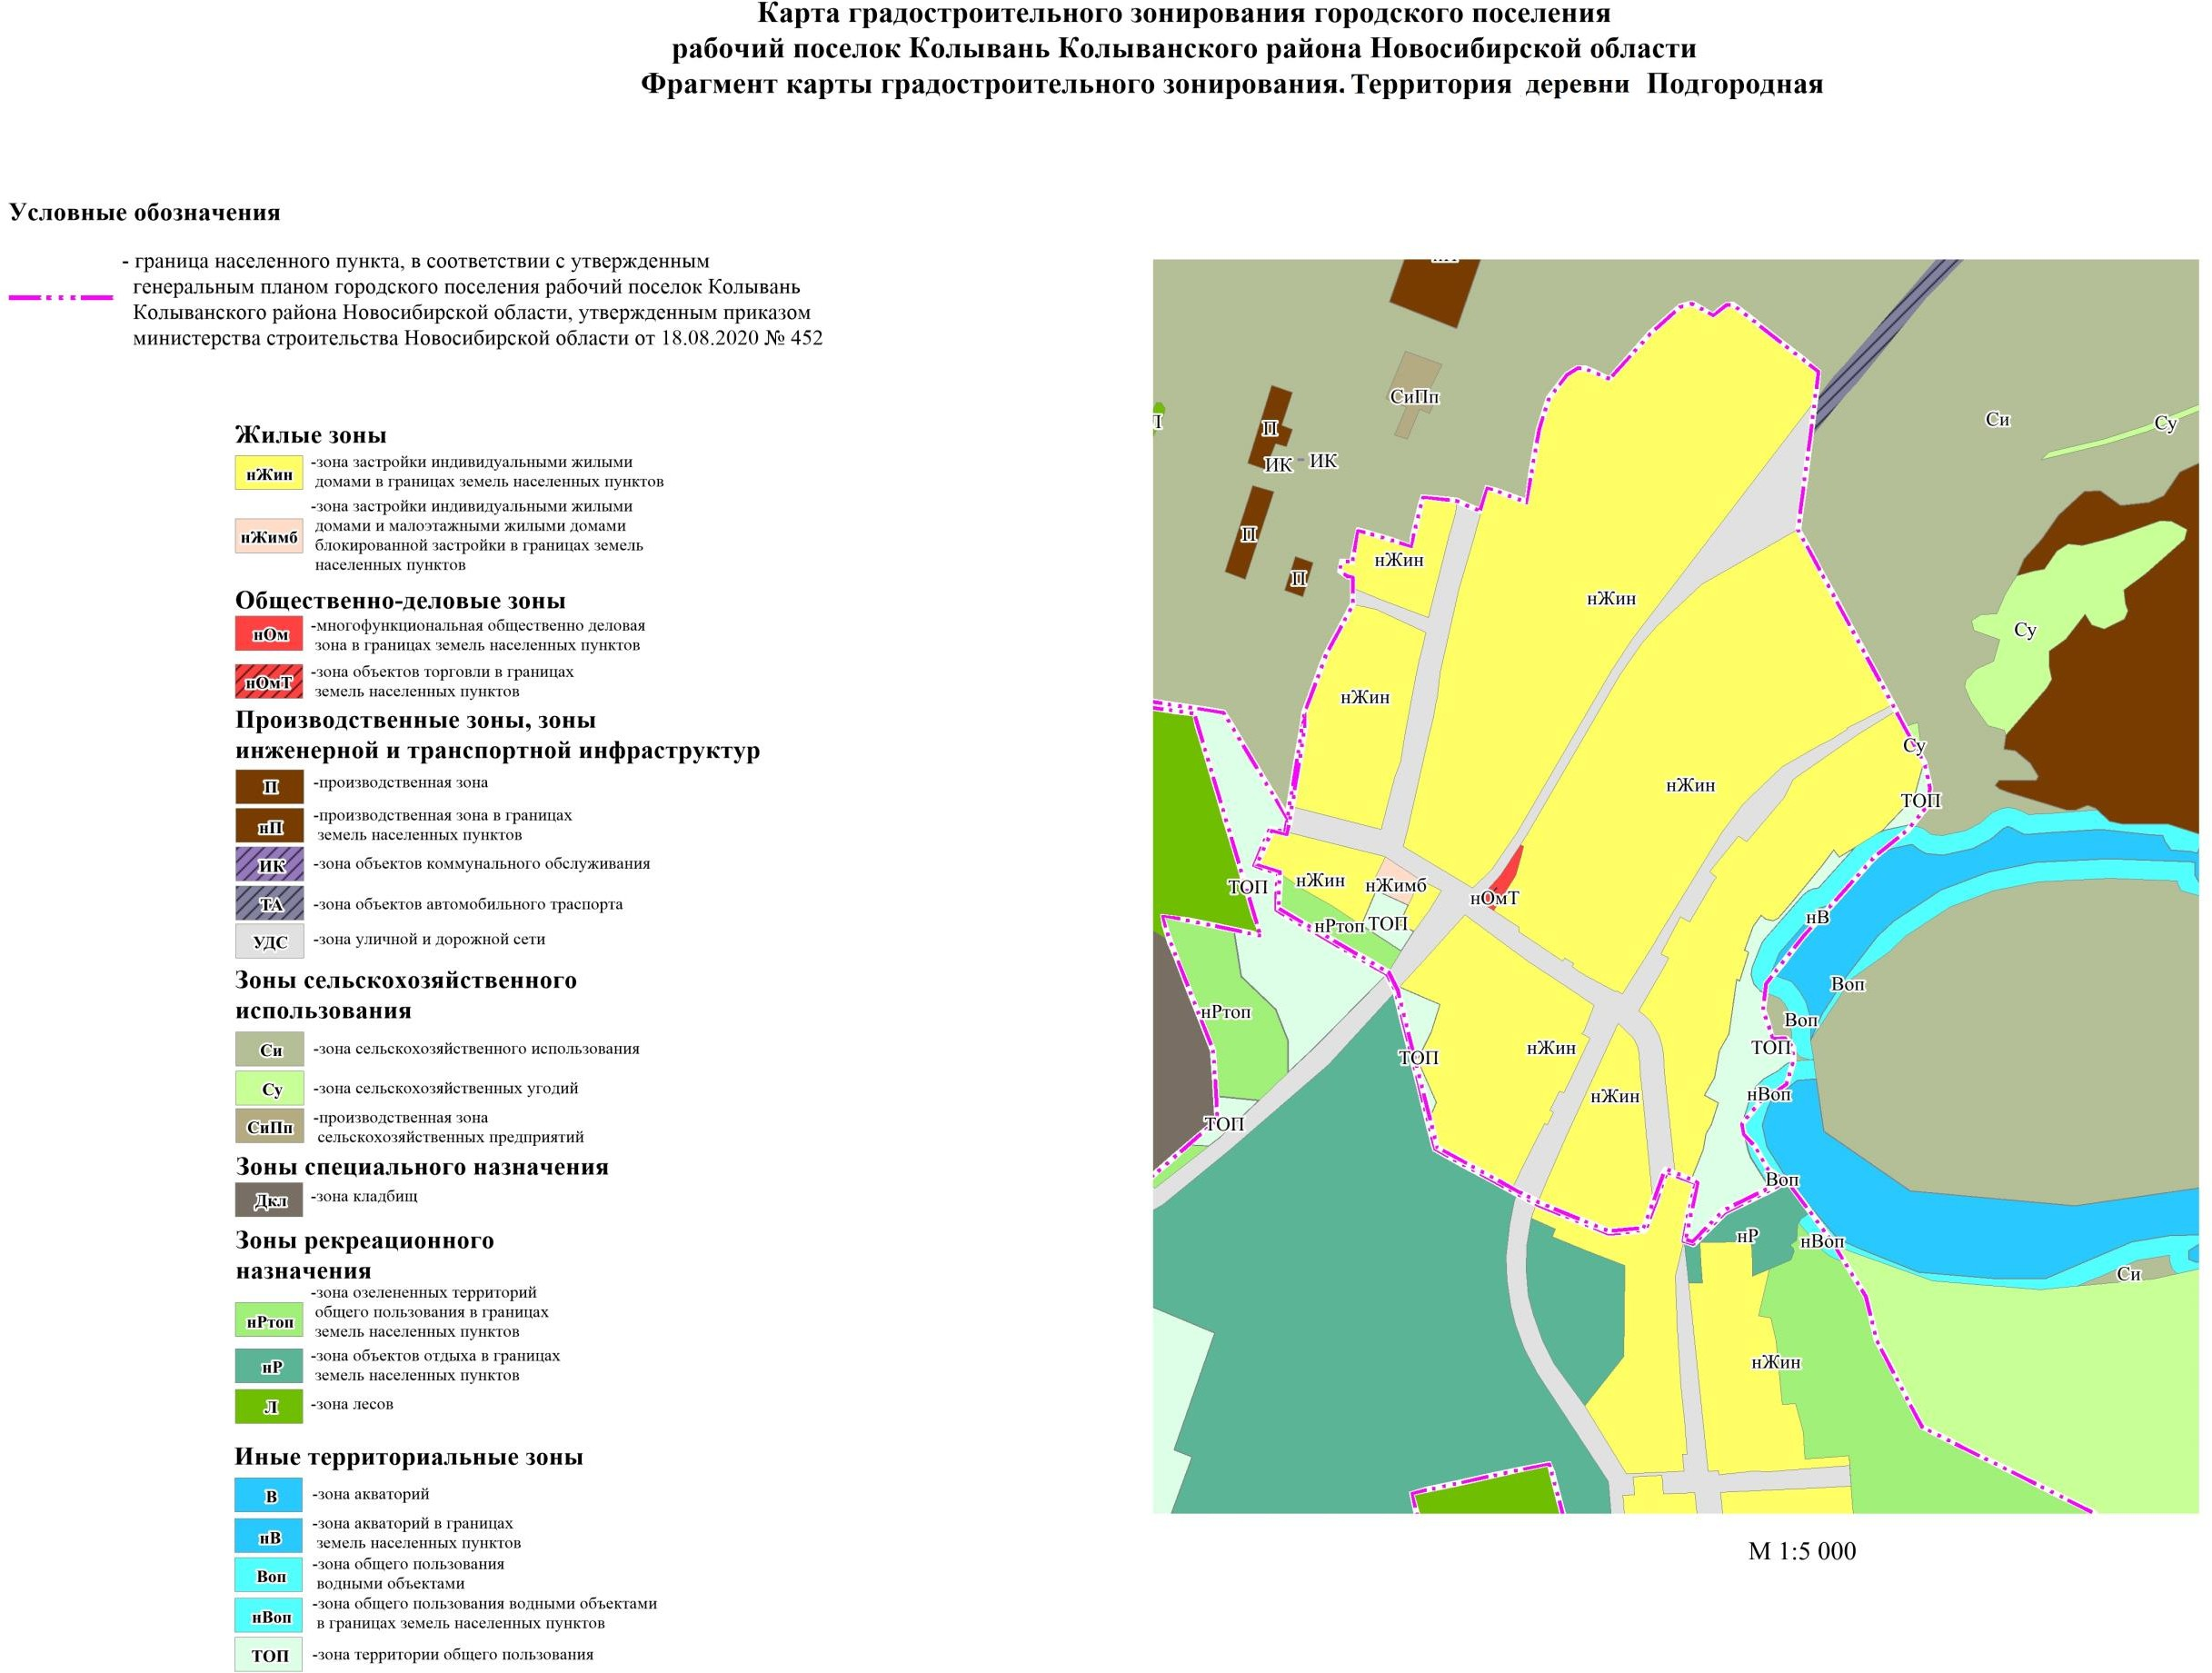 Карта градостроительного зонирования городского поселения
рабочий поселок Колывань Колыванского района Новосибирской области
Фрагмент карты градостроительного зонирования. Территория деревни Подгородная
Условные обозначения
- граница населенного пункта, в соответствии с утвержденным
генеральным планом городского поселения рабочий поселок Колывань
Колыванского района Новосибирской области, утвержденным приказом
министерства строительства Новосибирской области от 18.08.2020 № 452
Жилые зоны
нЖин
-зона застройки индивидуальными жилыми
домами в границах земель населенных пунктов
нЖимб
-зона застройки индивидуальными жилыми
домами и малоэтажными жилыми домами
блокированной застройки в границах земель
населенных пунктов
Общественно-деловые зоны
нОм
-многофункциональная общественно деловая
зона в границах земель населенных пунктов
нОмТ
-зона объектов торговли в границах
земель населенных пунктов
Производственные зоны, зоны
инженерной и транспортной инфраструктур
П
-производственная зона
нП
-производственная зона в границах
земель населенных пунктов
ИК
-зона объектов коммунального обслуживания
ТА
-зона объектов автомобильного траспорта
УДС
-зона уличной и дорожной сети
Зоны сельскохозяйственного
использования
Си
-зона сельскохозяйственного использования
Су
-зона сельскохозяйственных угодий
СиПп
-производственная зона
сельскохозяйственных предприятий
Зоны специального назначения
Дкл
-зона кладбищ
Зоны рекреационного
назначения
нРтоп
-зона озелененных территорий
общего пользования в границах
земель населенных пунктов
нР
-зона объектов отдыха в границах
земель населенных пунктов
Л
-зона лесов
Иные территориальные зоны
В
-зона акваторий
нВ
-зона акваторий в границах
земель населенных пунктов
Воп
-зона общего пользования
водными объектами
нВоп
-зона общего пользования водными объектами
в границах земель населенных пунктов
ТОП
-зона территории общего пользования
СиПп
Си
Су
П
ИК
ИК
П
нЖин
П
нЖин
Су
нЖин
Су
нЖин
ТОП
нЖин
ТОП
нЖимб
нОмТ
нРтоп
ТОП
нВ
Воп
нРтоп
Воп
нЖин
ТОП
ТОП
нЖин
нВоп
ТОП
Воп
нР
нВоп
Си
нЖин
М 1:5 000